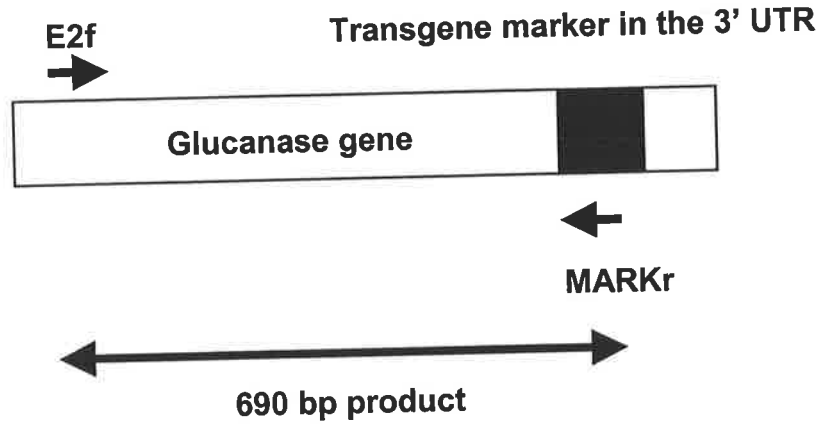 E2f
Transgene marker in the 3' UTR
Glucanase gene
MARKr
690 bp product